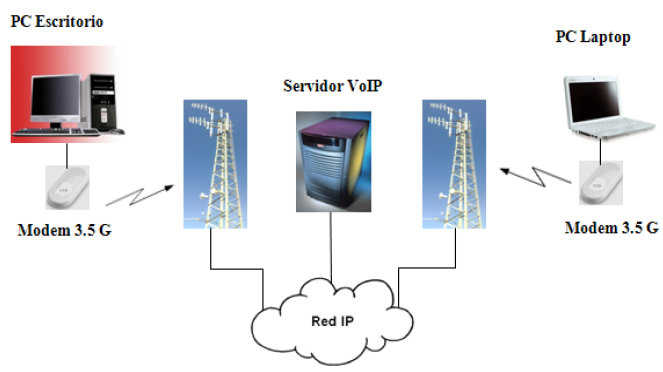 PC Escritorio
PC Laptop
Servidor VoIP
Modem 3.5 G
Modem 3.5 G
Red IP